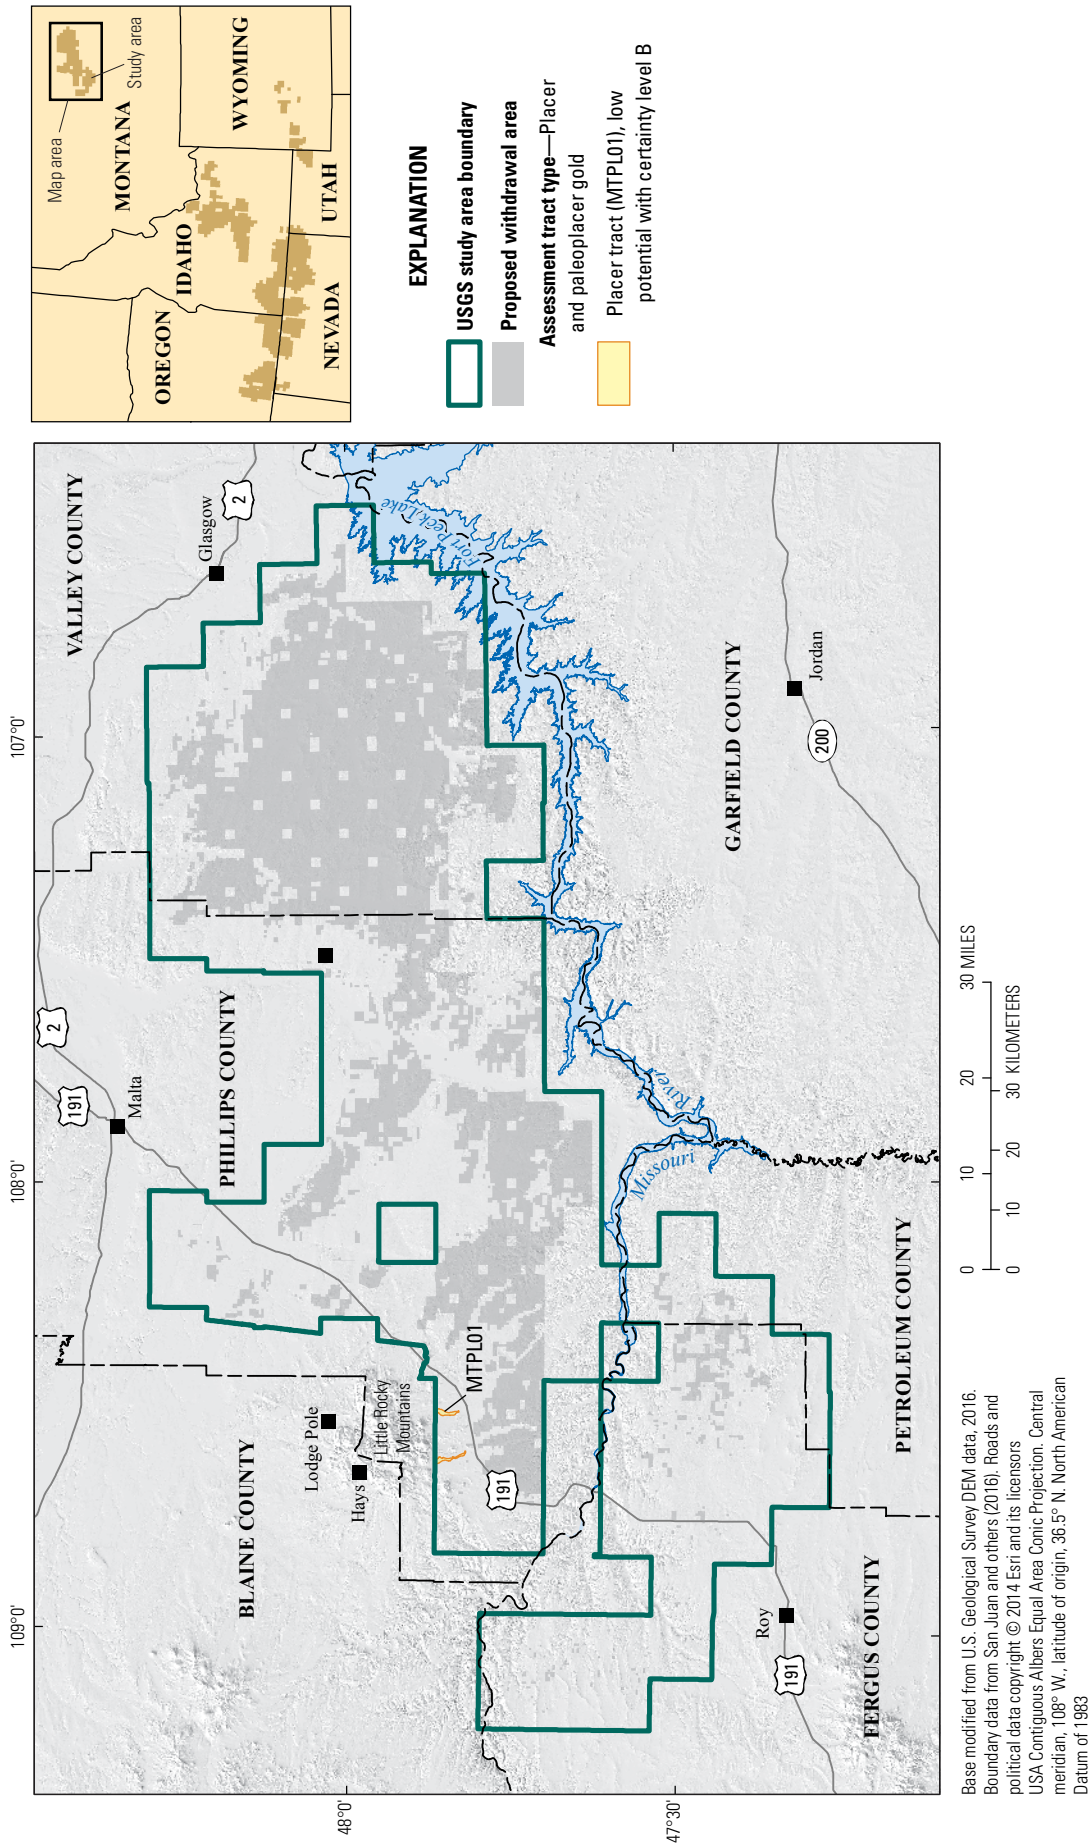 109°0'
108°0'
107°0'
48°0'
47°30'
VALLEY COUNTY
Glasgow
2
2
191
Malta
PHILLIPS COUNTY
BLAINE COUNTY
Lodge Pole
Hays
Little Rocky
Mountains
MTPL01
191
Fort Peck Lake
Missouri
River
GARFIELD COUNTY
Jordan
200
PETROLEUM COUNTY
FERGUS COUNTY
Roy
191
0 10 20 30 MILES
0 10 20 30 KILOMETERS
Base modified from U.S. Geological Survey DEM data, 2016.
Boundary data from San Juan and others (2016). Roads and
political data copyright © 2014 Esri and its licensors
USA Contiguous Albers Equal Area Conic Projection. Central
meridian, 108° W., latitude of origin, 36.5° N. North American
Datum of 1983
Map area
Study area
MONTANA
OREGON
IDAHO
WYOMING
NEVADA
UTAH
EXPLANATION
USGS study area boundary
Proposed withdrawal area
Assessment tract type—Placer
and paleoplacer gold
Placer tract (MTPL01), low
potential with certainty level B